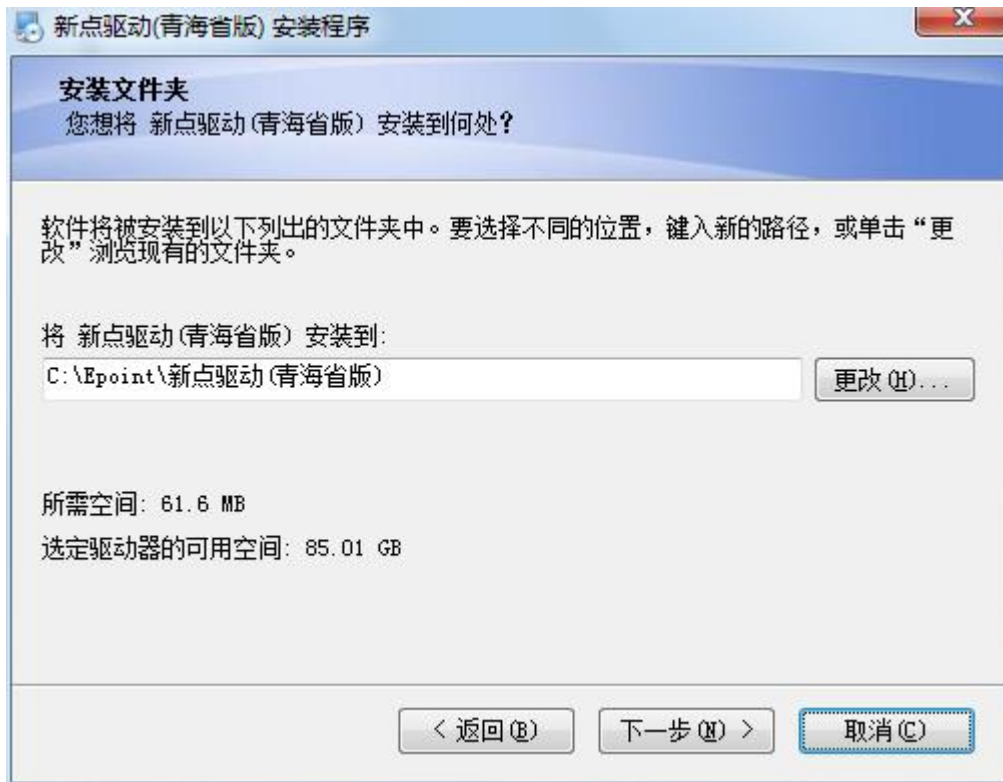 新点驱动(青海省版) 安装程序
安装文件夹
您想将 新点驱动(青海省版) 安装到何处?
软件将被安装到以下列出的文件夹中。要选择不同的位置，键入新的路径，或单击“更
改”浏览现有的文件夹。
将 新点驱动(青海省版) 安装到:
C:\Epoint\新点驱动(青海省版)
更改(H)...
所需空间: 61.6 MB
选定驱动器的可用空间: 85.01 GB
< 返回(B)
下一步(N) >
取消(C)